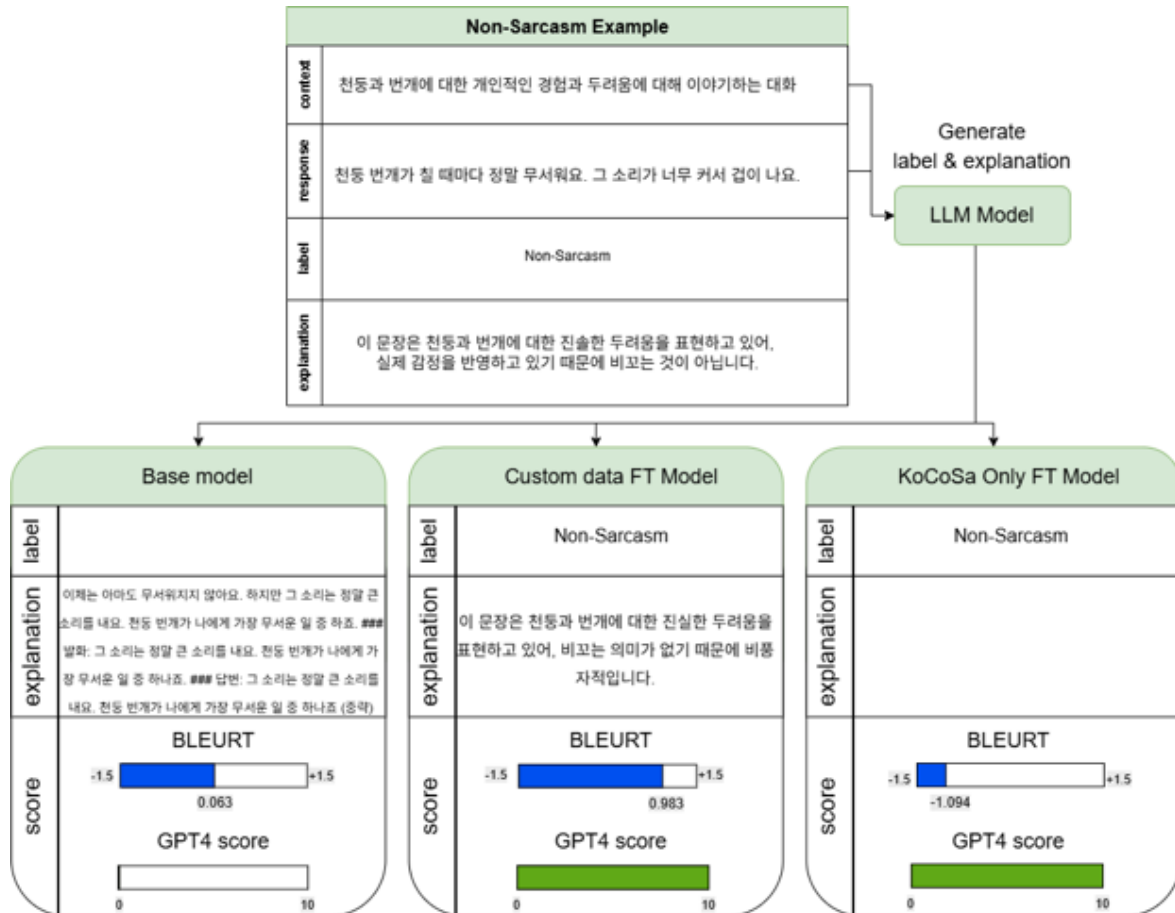 Non-Sarcasm Example
context
천둥과 번개에 대한 개인적인 경험과 두려움에 대해 이야기하는 대화
response
천둥 번개가 칠 때마다 정말 무서워요. 그 소리가 너무 커서 겁이 나요.
label
Non-Sarcasm
explanation
이 문장은 천둥과 번개에 대한 진솔한 두려움을 표현하고 있어,
실제 감정을 반영하고 있기 때문에 비꼬는 것이 아닙니다.
Generate
label & explanation
LLM Model
Base model
label
explanation
이제는 아마도 무서워지지 않아요. 하지만 그 소리는 정말 큰
소리를 내요. 천둥 번개가 나에게 가장 무서운 일 중 하죠. ###
발화: 그 소리는 정말 큰 소리를 내요. 천둥 번개가 나에게 가
장 무서운 일 중 하나죠. ### 답변: 그 소리는 정말 큰 소리를
내요. 천둥 번개가 나에게 가장 무서운 일 중 하나죠 (중략)
score
BLEURT
-1.5
+1.5
0.063
GPT4 score
0
10
Custom data FT Model
label
Non-Sarcasm
explanation
이 문장은 천둥과 번개에 대한 진실한 두려움을
표현하고 있어, 비꼬는 의미가 없기 때문에 비풍
자적입니다.
score
BLEURT
-1.5
+1.5
0.983
GPT4 score
0
10
KoCoSa Only FT Model
label
Non-Sarcasm
explanation
score
BLEURT
-1.5
+1.5
-1.094
GPT4 score
0
10